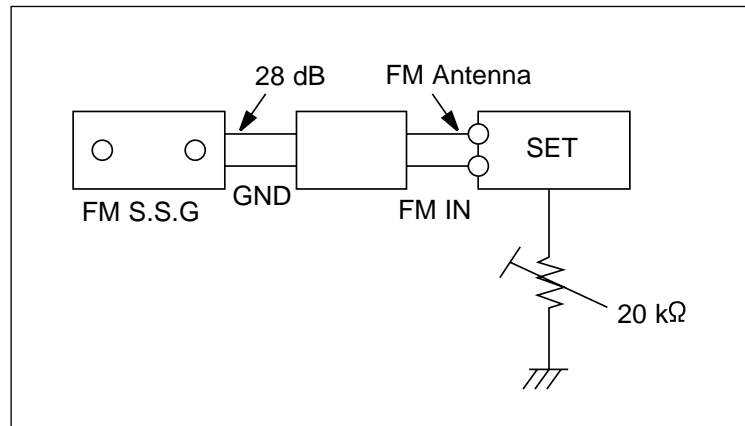 28 dB
FM Antenna
SET
FM S.S.G
GND
FM IN
20 kΩ